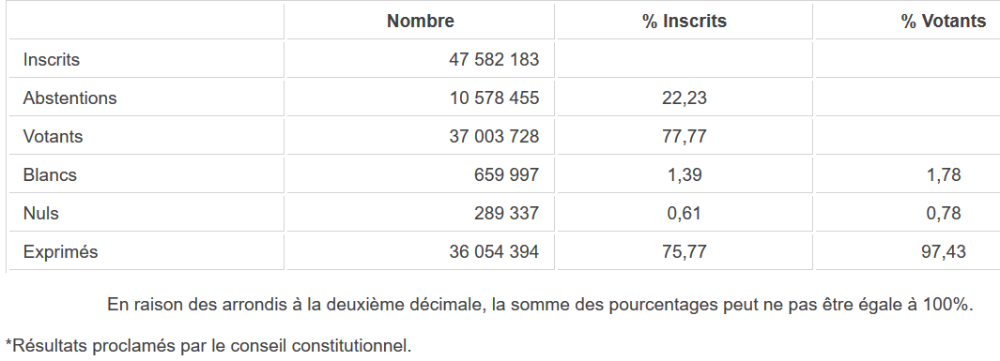 Nombre % Inscrits % Votants
Inscrits 47 582 183
Abstentions 10 578 455 22,23
Votants 37 003 728 77,77
Blancs 659 997 1,39 1,78
Nuls 289 337 0,61 0,78
Exprimés 36 054 394 75,77 97,43
En raison des arrondis à la deuxième décimale, la somme des pourcentages peut ne pas être égale à 100%.
*Résultats proclamés par le conseil constitutionnel.